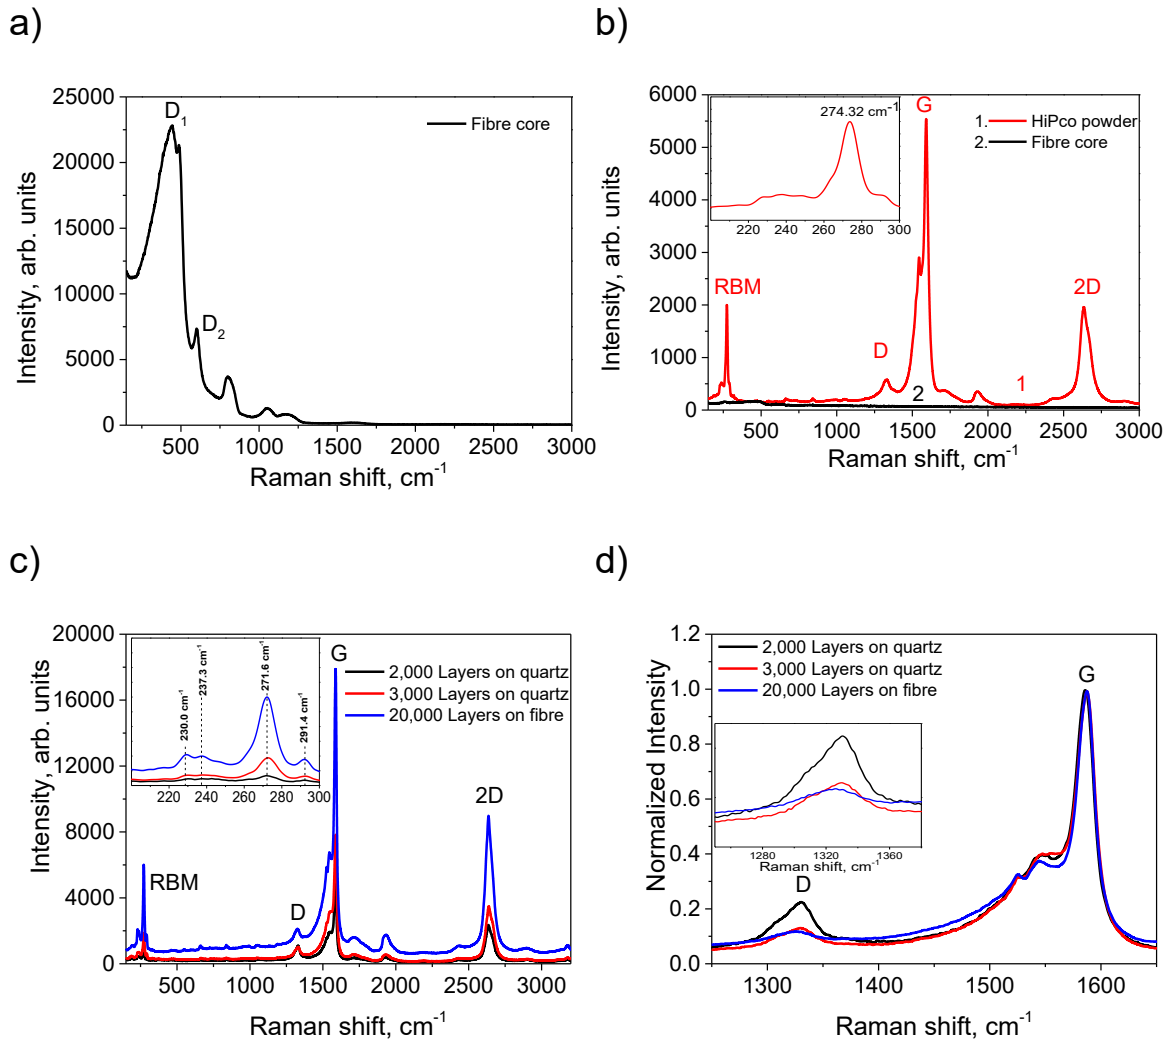 a)
25000
20000
15000
10000
5000
0
500 1000 1500 2000 2500 3000
Intensity, arb. units
Raman shift, cm-1
D1
D2
Fibre core
b)
6000
5000
4000
3000
2000
1000
0
500 1000 1500 2000 2500 3000
Intensity, arb. units
Raman shift, cm-1
274.32 cm-1
220 240 260 280 300
G
1. HiPco powder
2. Fibre core
RBM
D
2D
1
2
c)
20000
16000
12000
8000
4000
0
500 1000 1500 2000 2500 3000
Intensity, arb. units
Raman shift, cm-1
230.0 cm-1
237.3 cm-1
271.6 cm-1
291.4 cm-1
220 240 260 280 300
G
2,000 Layers on quartz
3,000 Layers on quartz
20,000 Layers on fibre
RBM
D
2D
d)
1.2
1.0
0.8
0.6
0.4
0.2
0.0
1300 1400 1500 1600
Normalized Intensity
Raman shift, cm-1
2,000 Layers on quartz
3,000 Layers on quartz
20,000 Layers on fibre
G
1280 1320 1360
Raman shift, cm-1
D